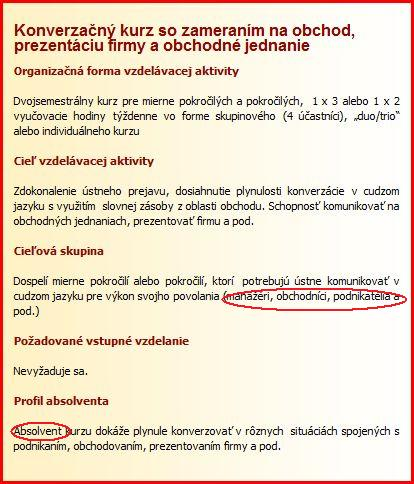 Konverzačný kurz so zameraním na obchod,
prezentáciu firmy a obchodné jednanie
Organizačná forma vzdelávacej aktivity
Dvojsemestrálny kurz pre mierne pokročilých a pokročilých, 1 x 3 alebo 1 x 2
vyučovacie hodiny týždenne vo forme skupinového (4 účastníci), „duo/trio"
alebo individuálneho kurzu
Cieľ vzdelávacej aktivity
Zdokonalenie ústneho prejavu, dosiahnutie plynulosti konverzácie v cudzom
jazyku s využitím slovnej zásoby z oblasti obchodu. Schopnosť komunikovať na
obchodných jednaniach, prezentovať firmu a pod.
Cieľová skupina
Dospelí mierne pokročilí alebo pokročilí, ktorí potrebujú ústne komunikovať v
cudzom jazyku pre výkon svojho povolania (manažéri, obchodníci, podnikatelia a
pod.)
Požadované vstupné vzdelanie
Nevyžaduje sa.
Profil absolventa
Absolvent kurzu dokáže plynule konverzovať v rôznych situáciách spojených s
podnikaním, obchodovaním, prezentovaním firmy a pod.